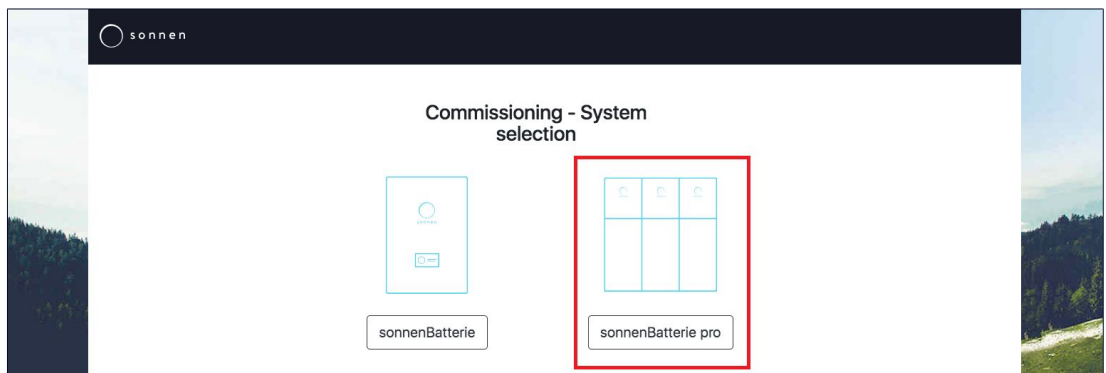 sonnen
Commissioning - System
selection
sonnen
sonnenBatterie
sonnenBatterie pro